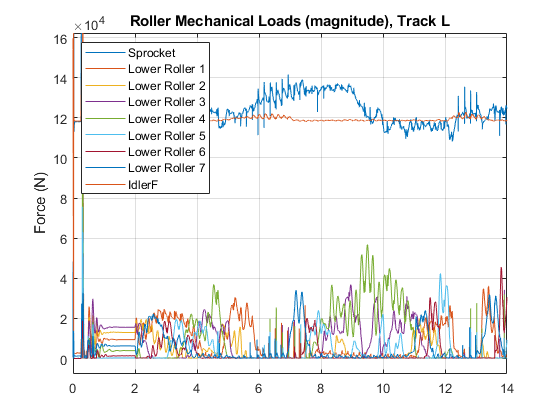 Roller Mechanical Loads (magnitude), Track L
×10⁴
16
14
12
10
8
6
4
2
0
Force (N)
Sprocket
Lower Roller 1
Lower Roller 2
Lower Roller 3
Lower Roller 4
Lower Roller 5
Lower Roller 6
Lower Roller 7
IdlerF
0 2 4 6 8 10 12 14